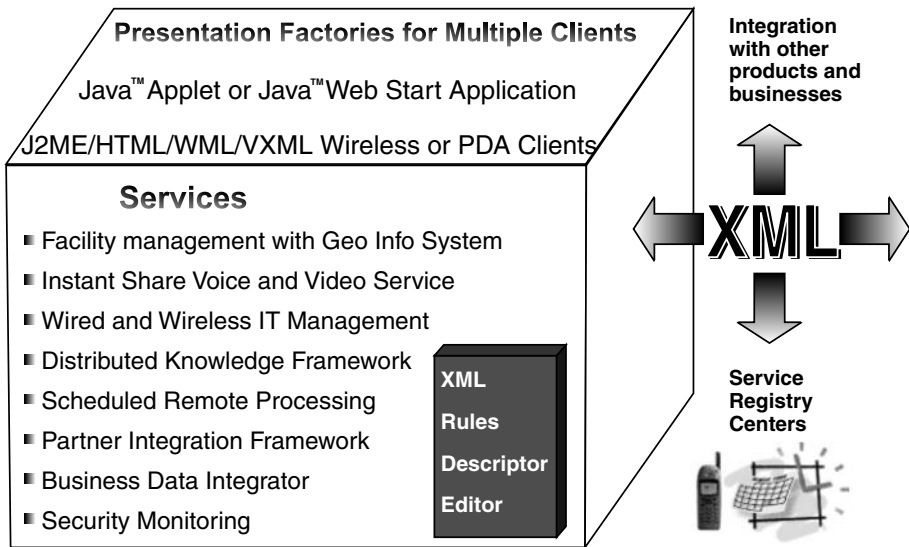 Presentation Factories for Multiple Clients
Java™ Applet or Java™ Web Start Application
J2ME/HTML/WML/VXML Wireless or PDA Clients
Services
Facility management with Geo Info System
Instant Share Voice and Video Service
Wired and Wireless IT Management
Distributed Knowledge Framework
Scheduled Remote Processing
Partner Integration Framework
Business Data Integrator
Security Monitoring
XML
Rules
Descriptor
Editor
Integration
with other
products and
businesses
XML
Service
Registry
Centers